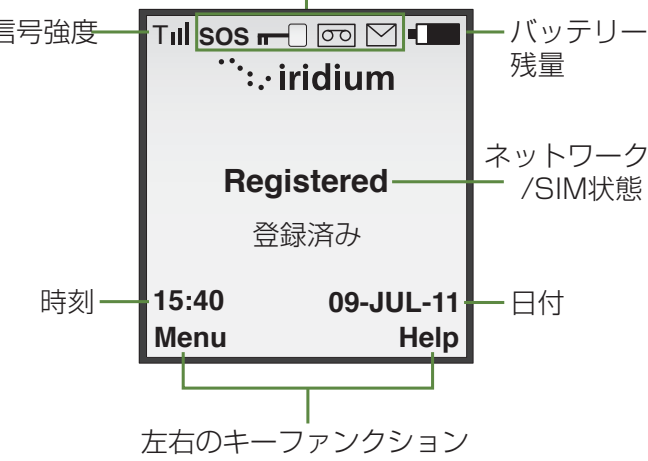 信号強度
SOS
バッテリー
残量
iridium
ネットワーク
/SIM状態
Registered
登録済み
時刻
15:40
09-JUL-11
日付
Menu
Help
左右のキーファンクション